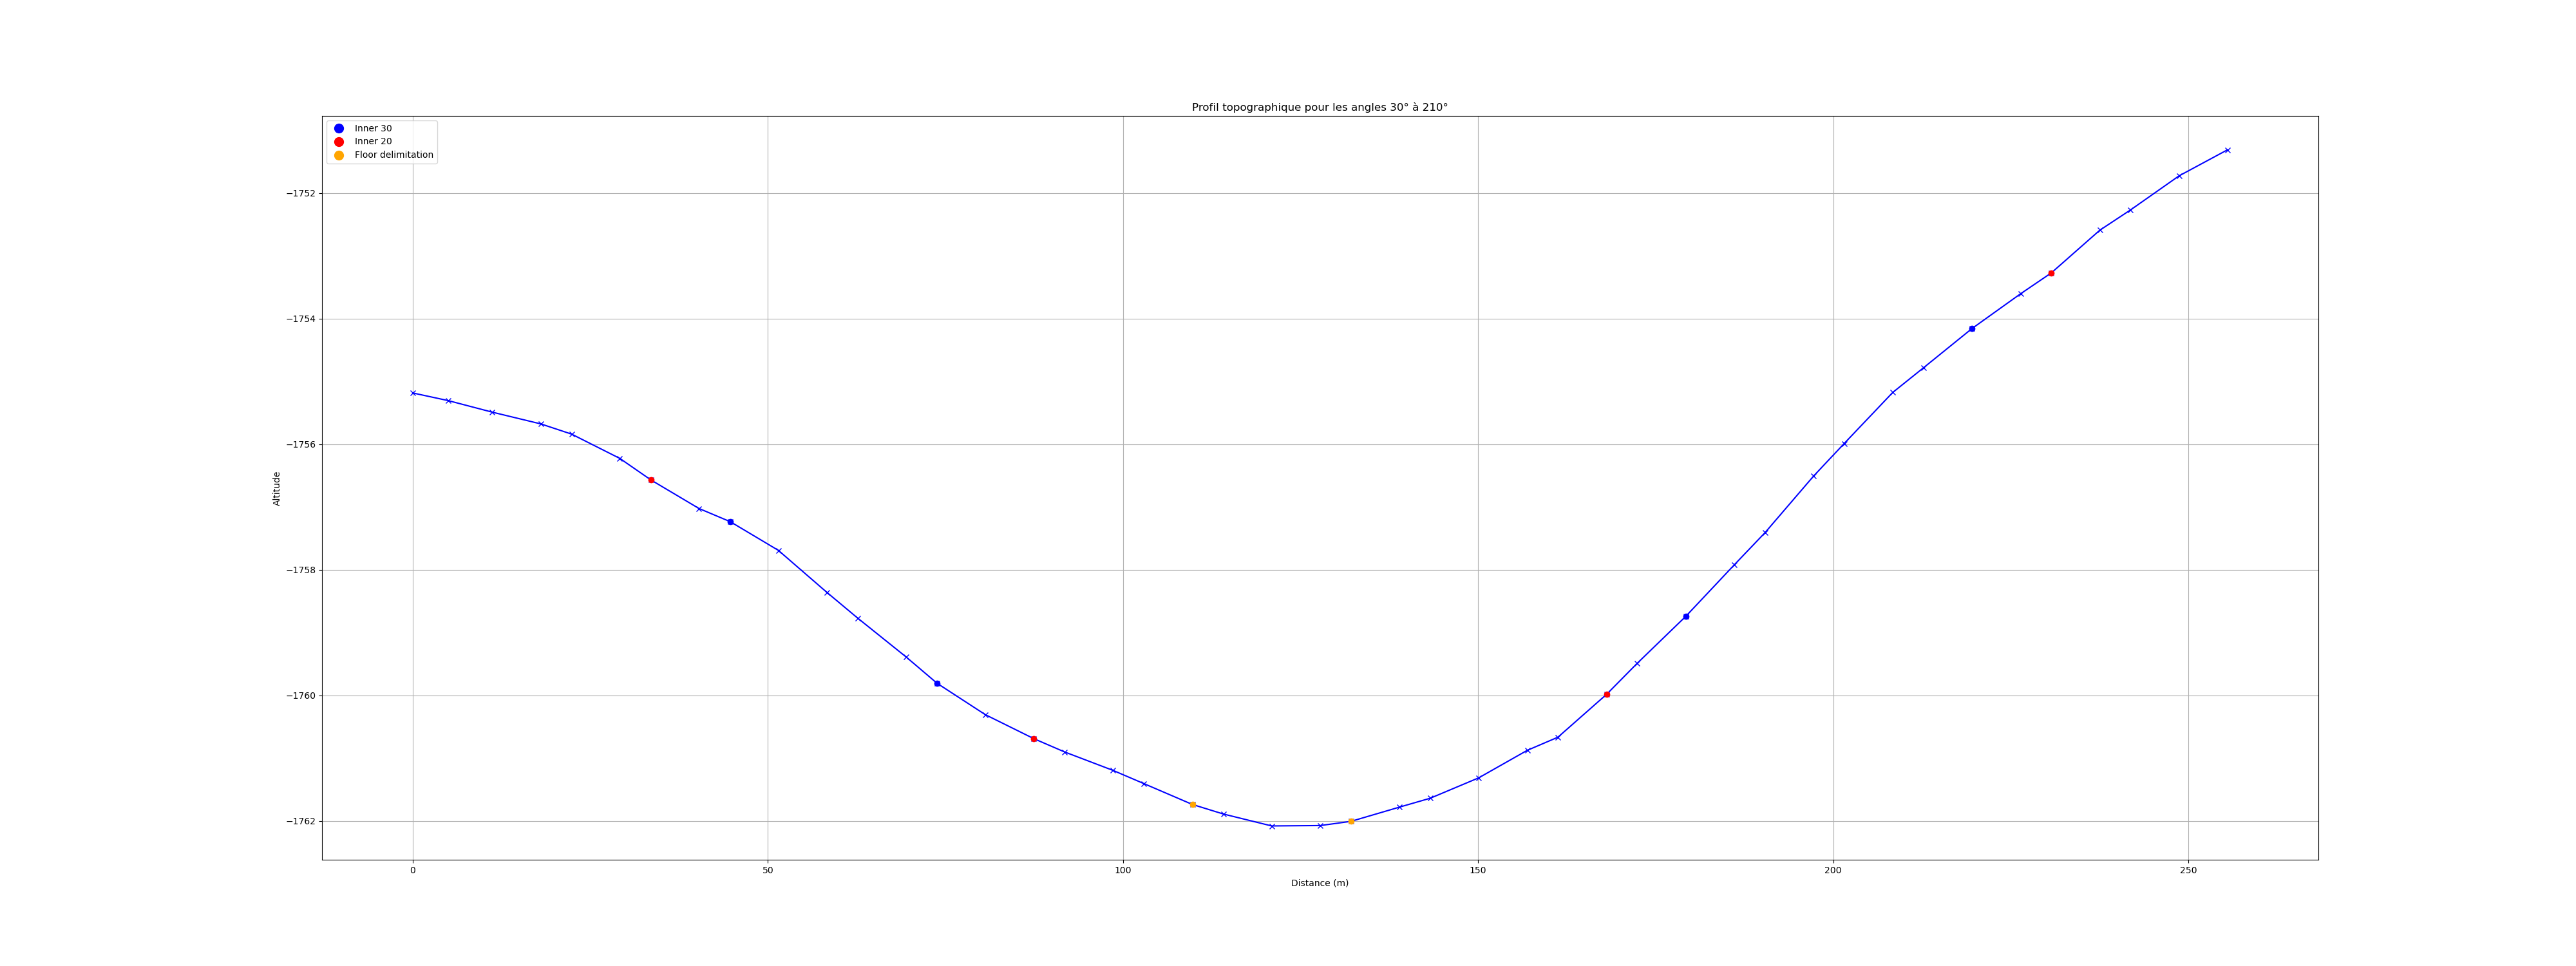 Profil topographique pour les angles 30° à 210°
Inner 30
Inner 20
Floor delimitation
−1752
−1754
−1756
−1758
−1760
−1762
Altitude
0 50 100 150 200 250
Distance (m)